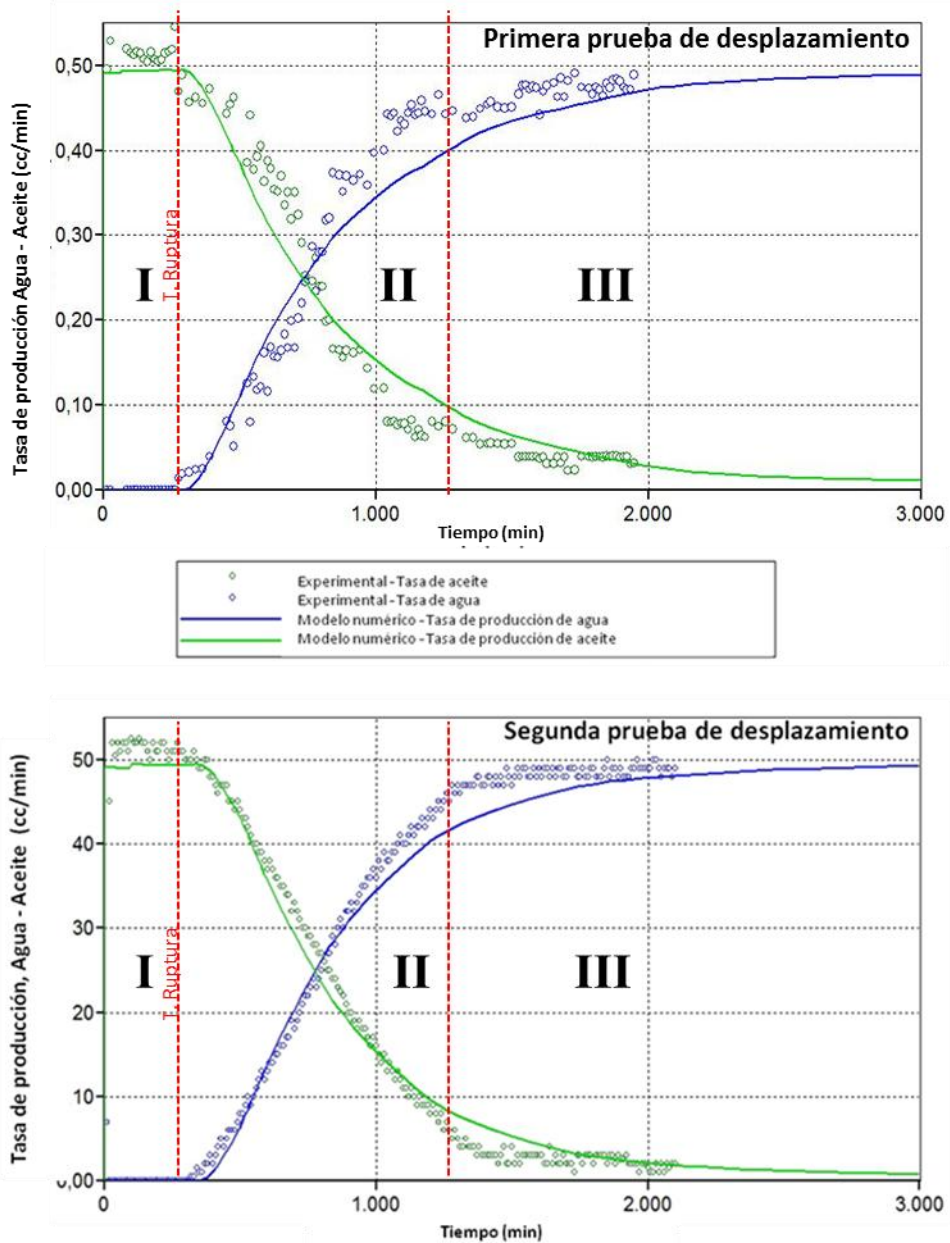 Primera prueba de desplazamiento
Tasa de producción Agua - Aceite (cc/min)
0,50
0,40
0,30
0,20
0,10
0,00
I
T. Ruptura
II
III
0
1.000
2.000
3.000
Tiempo (min)
Experimental - Tasa de aceite
Experimental - Tasa de agua
Modelo numérico - Tasa de producción de agua
Modelo numérico - Tasa de producción de aceite
Segunda prueba de desplazamiento
Tasa de producción, Agua - Aceite (cc/min)
50
40
30
20
10
0,00
I
T. Ruptura
II
III
0
1.000
2.000
3.000
Tiempo (min)